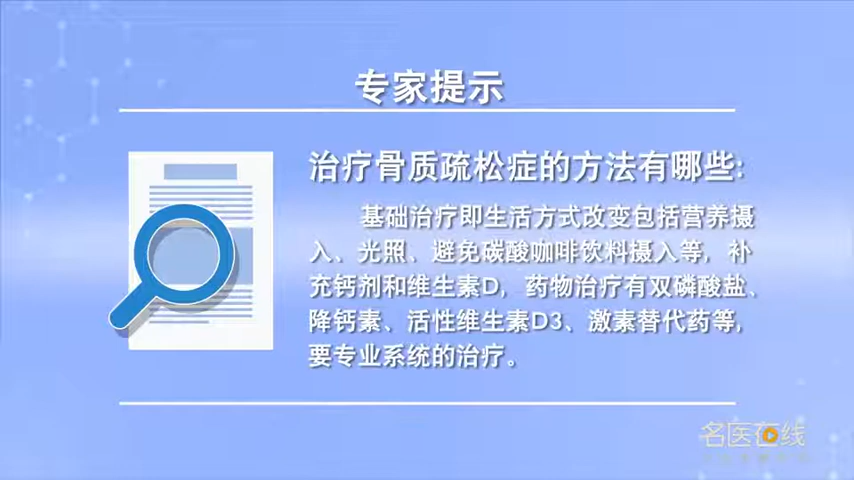 专家提示
治疗骨质疏松症的方法有哪些:
基础治疗即生活方式改变包括营养摄
入、光照、避免碳酸咖啡饮料摄入等，补
充钙剂和维生素D，药物治疗有双磷酸盐、
降钙素、活性维生素D3、激素替代药等，
要专业系统的治疗。
名医在线